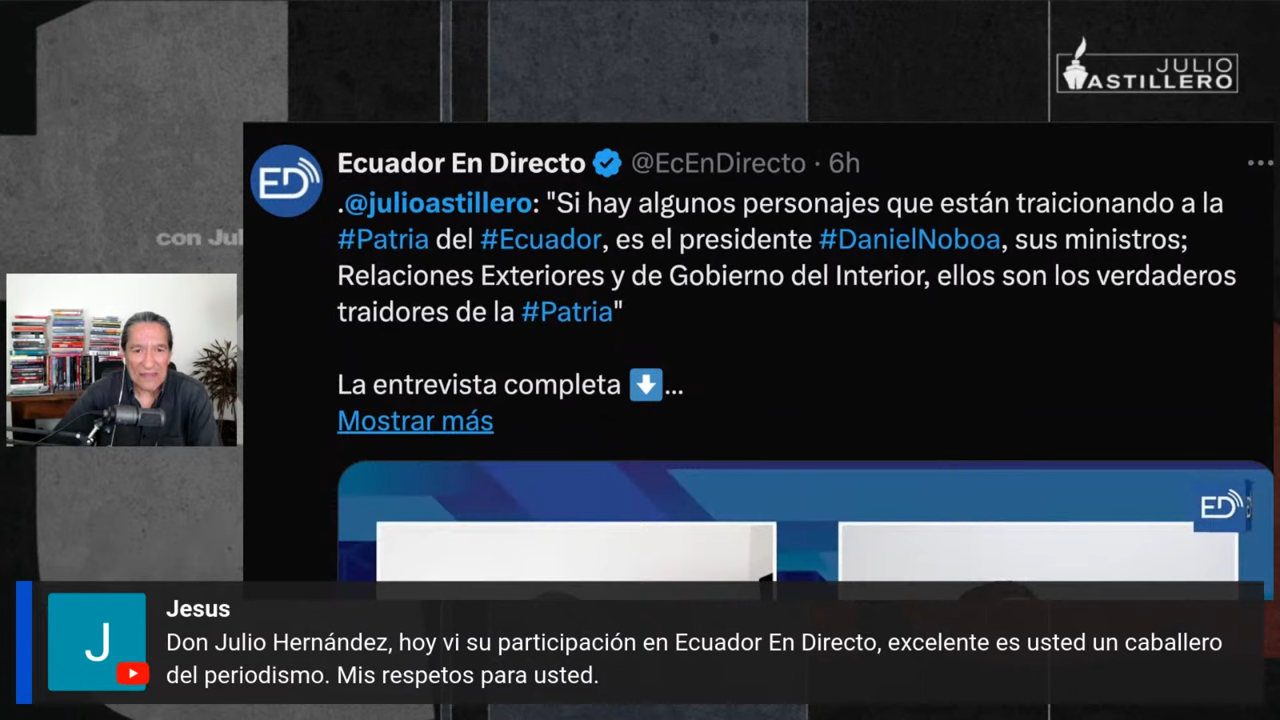 JULIO
ASTILLERO
Ecuador En Directo @EcEnDirecto · 6h
.@julioastillero: "Si hay algunos personajes que están traicionando a la
#Patria del #Ecuador, es el presidente #DanielNoboa, sus ministros;
Relaciones Exteriores y de Gobierno del Interior, ellos son los verdaderos
traidores de la #Patria"
La entrevista completa ⬇️...
Mostrar más
con Jul
ED
ED
Jesus
J
Don Julio Hernández, hoy vi su participación en Ecuador En Directo, excelente es usted un caballero
del periodismo. Mis respetos para usted.